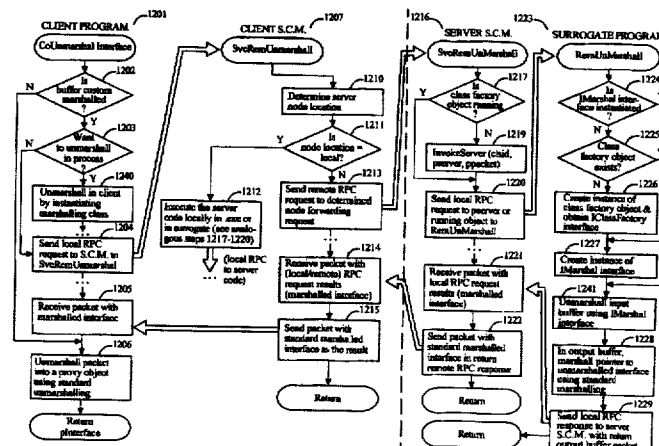 CLIENT PROGRAM
1201
CoUnmarshal Interface
1202
Is
buffer custom
marshalled
?
N
Y
1203
Want
to unmarshall
in process
?
N
Y
1240
Unmarshall in client
by instantiating
marshalling class
1204
Send local RPC
request to S.C.M. to
SvcRemUnmarshal
...
1205
Receive packet with
marshalled interface
1206
Unmarshall packet
into a proxy object
using standard
unmarshalling
Return
pInterface
1207
CLIENT S.C.M.
SvcRemUnmarshall
1210
Determine server
node location
1211
Is
node location =
local?
Y
N
1212
Execute the server
code locally in .exe or
in surrogate (see analogous
steps 1217-1220)
(local RPC
to server
code)
...
1213
Send remote RPC
request to determined
node forwarding
request
...
1214
Receive packet with
(local/remote) RPC
request results
(marshalled interface)
1215
Send packet with
standard marshalled
interface as the result
Return
1216
SERVER S.C.M.
SvcRemUnMarshall
1217
Is
class factory
object running
?
Y
N
1219
InvokeServer (clsid,
pserver, ppacket)
1220
Send local RPC
request to pserver or
running object to
RemUnMarshall
...
1221
Receive packet with
local RPC request
results (marshalled
interface)
1222
Send packet with
standard marshalled
interface in return
remote RPC response
Return
Return
1223
SURROGATE PROGRAM
RemUnMarshall
Is
IMarshal interface
instantiated
?
N
1225
Class
factory object
exists?
N
1226
Create instance of
class factory object &
obtain IClassFactory
interface
1227
Create instance of
IMarshal interface
1241
Unmarshall input
buffer using IMarshal
interface
1228
In output buffer,
marshall pointer to
unmarshalled interface
using standard
marshalling
1229
Send local RPC
response to server
S.C.M. with return
output buffer packet